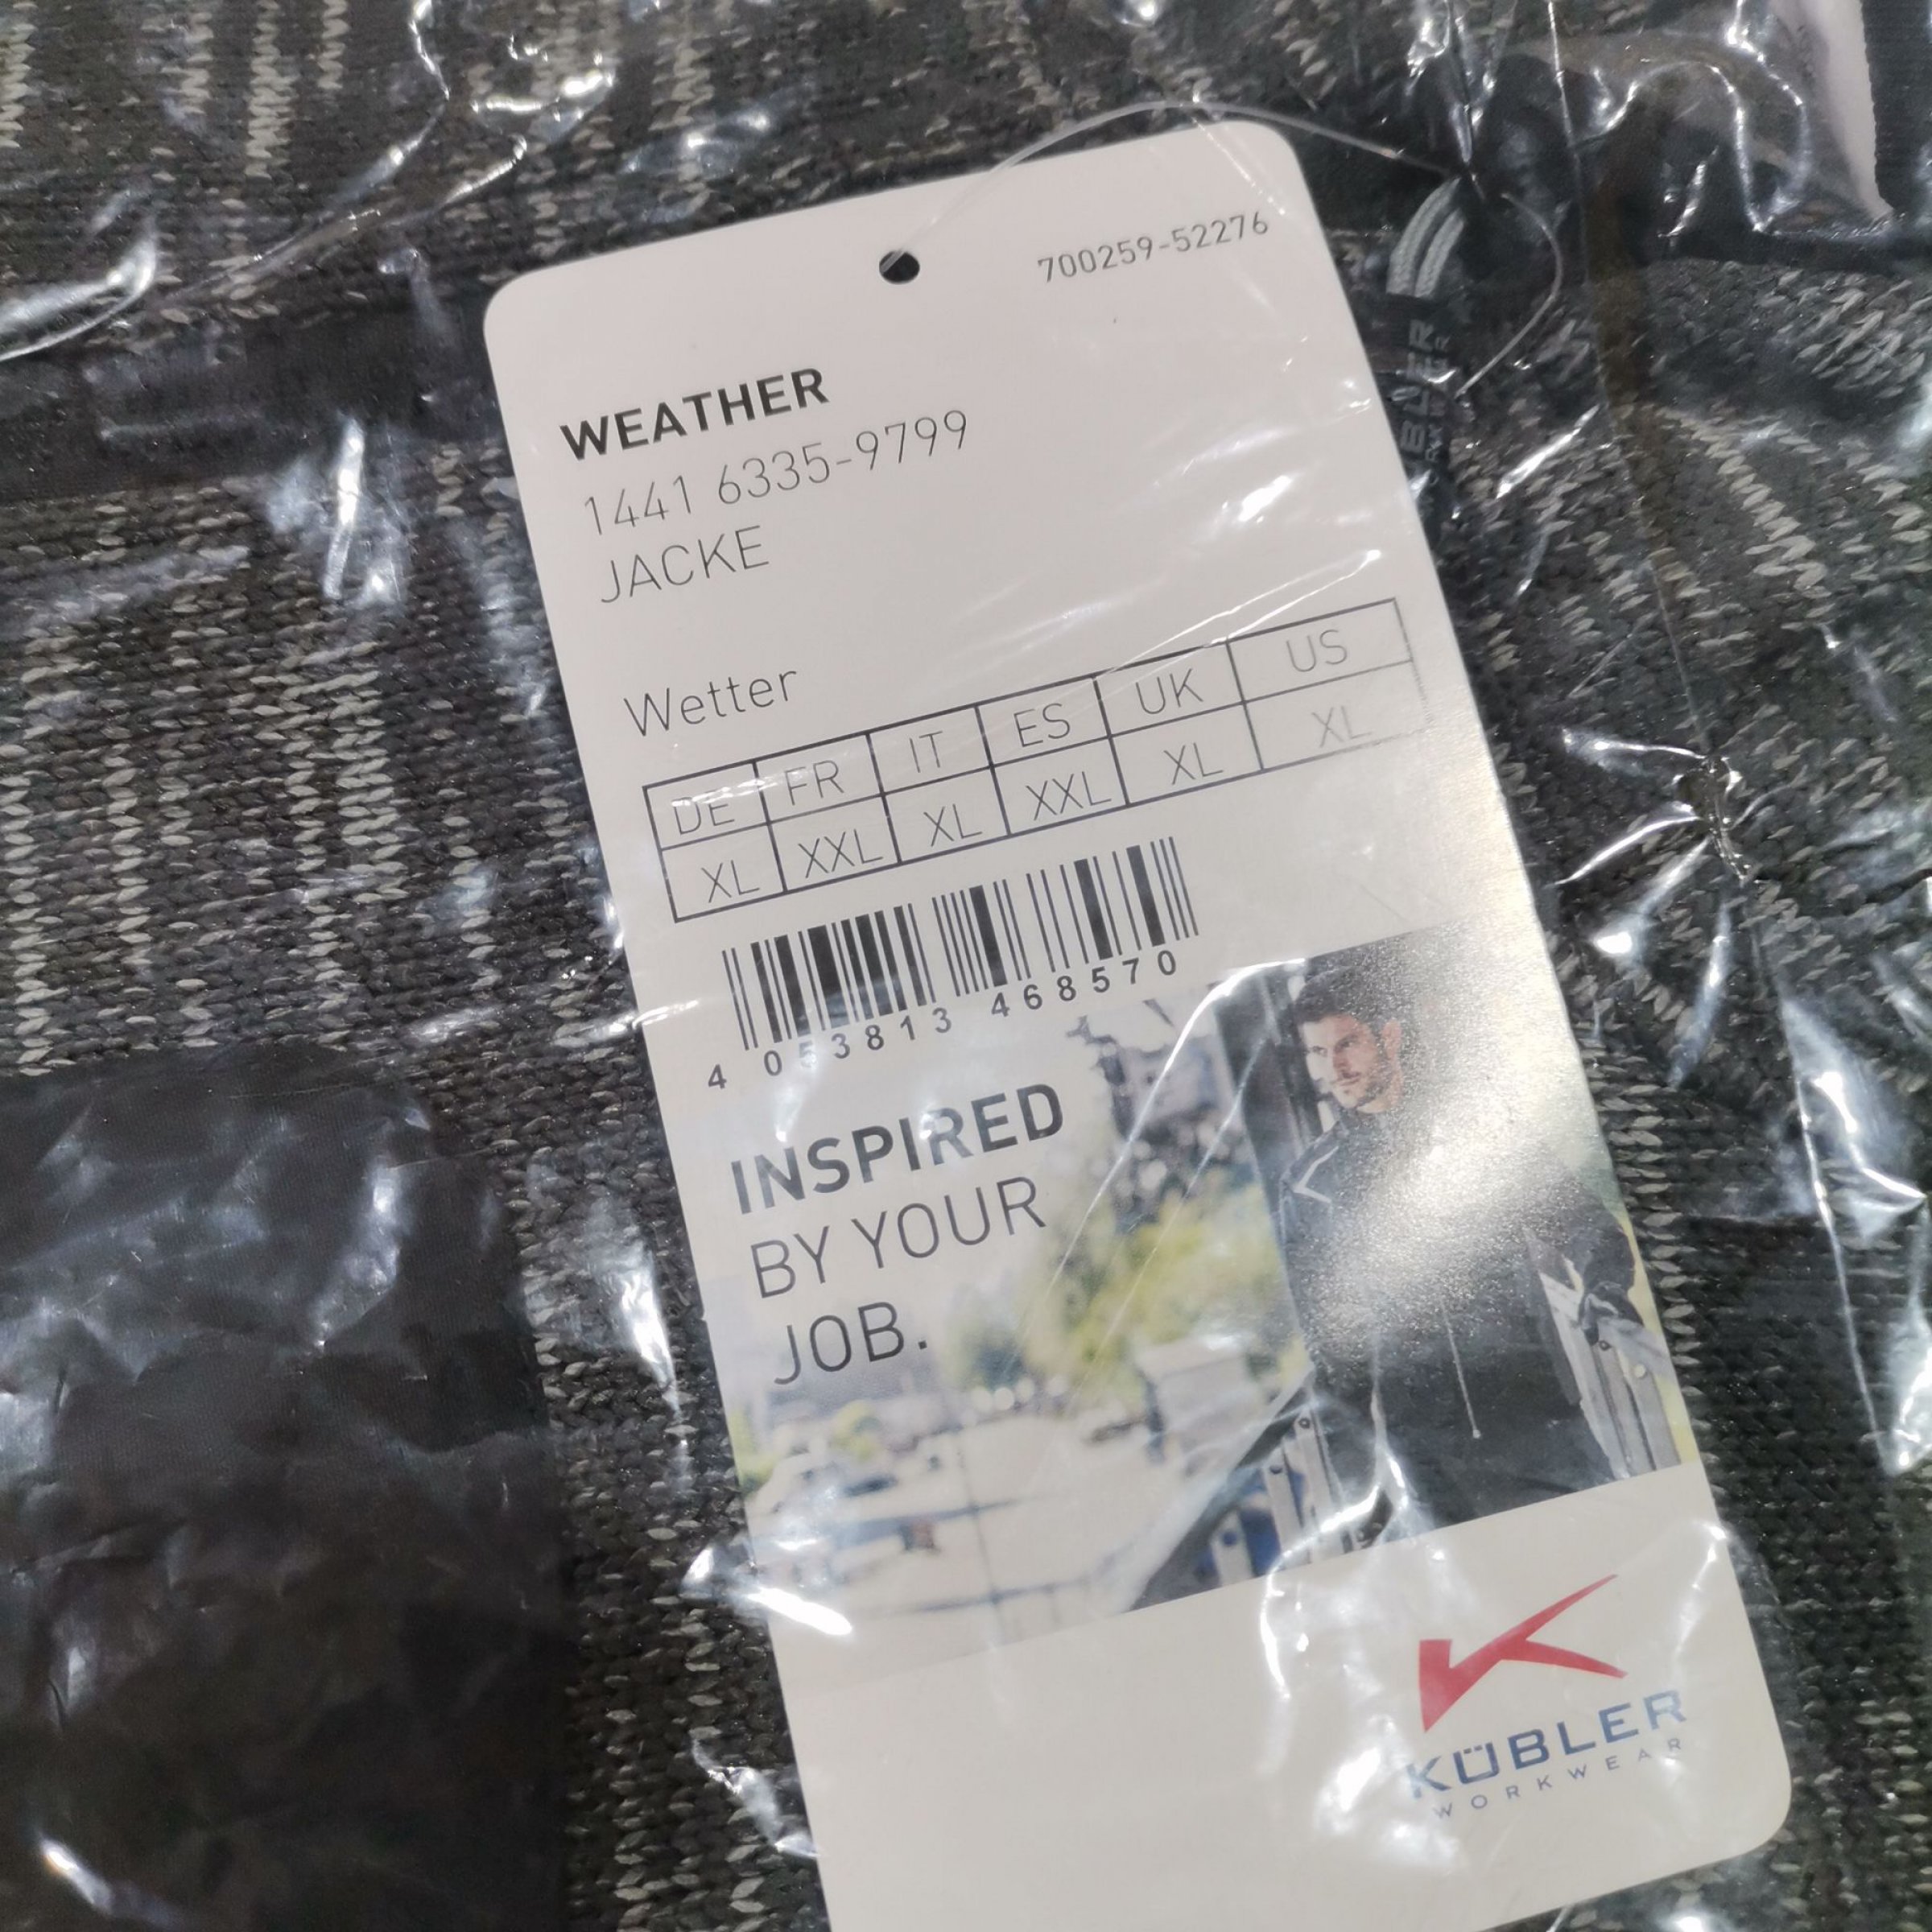 700259-52276
WEATHER
1441 6335-9799
JACKE
Wetter
DE FR IT ES UK US
XL XXL XL XXL XL XL
4 053813 468570
INSPIRED
BY YOUR
JOB.
KÜBLER
WORKWEAR